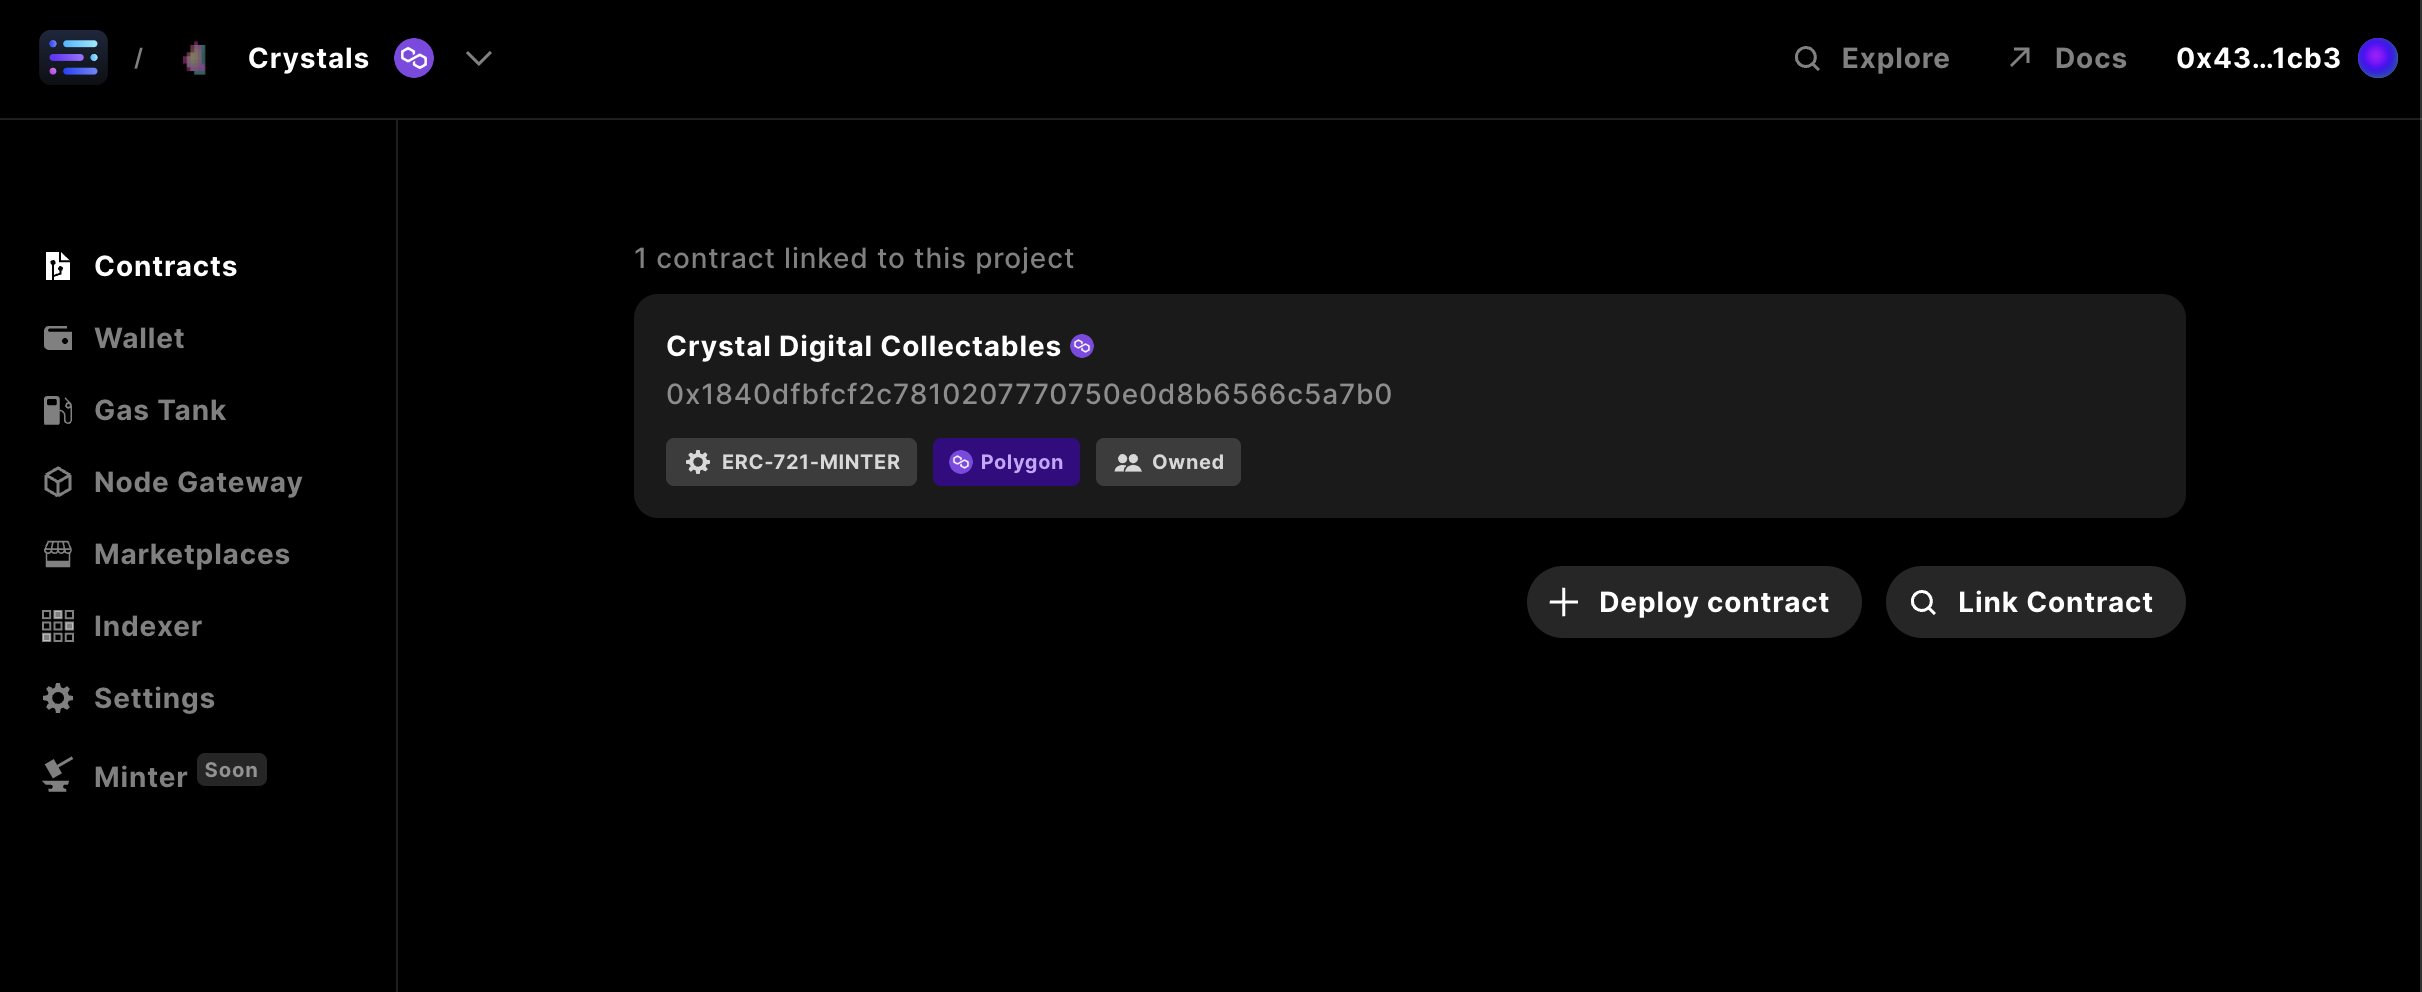 / Crystals
Explore
Docs
0x43...1cb3
Contracts
Wallet
Gas Tank
Node Gateway
Marketplaces
Indexer
Settings
Minter Soon
1 contract linked to this project
Crystal Digital Collectables
0x1840dfbfcf2c7810207770750e0d8b6566c5a7b0
ERC-721-MINTER
Polygon
Owned
Deploy contract
Link Contract